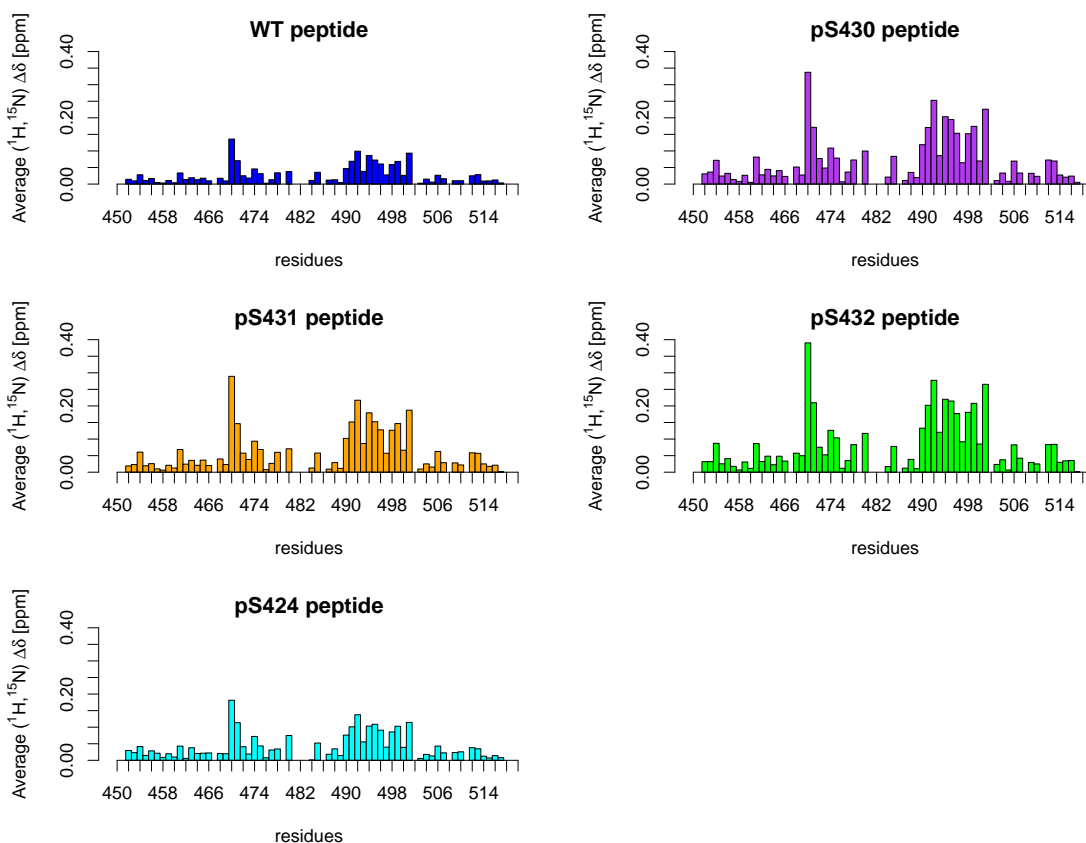 WT peptide
Average (¹H,¹⁵N) Δδ [ppm]
0.00 0.20 0.40
450 458 466 474 482 490 498 506 514
residues
pS430 peptide
Average (¹H,¹⁵N) Δδ [ppm]
0.00 0.20 0.40
450 458 466 474 482 490 498 506 514
residues
pS431 peptide
Average (¹H,¹⁵N) Δδ [ppm]
0.00 0.20 0.40
450 458 466 474 482 490 498 506 514
residues
pS432 peptide
Average (¹H,¹⁵N) Δδ [ppm]
0.00 0.20 0.40
450 458 466 474 482 490 498 506 514
residues
pS424 peptide
Average (¹H,¹⁵N) Δδ [ppm]
0.00 0.20 0.40
450 458 466 474 482 490 498 506 514
residues